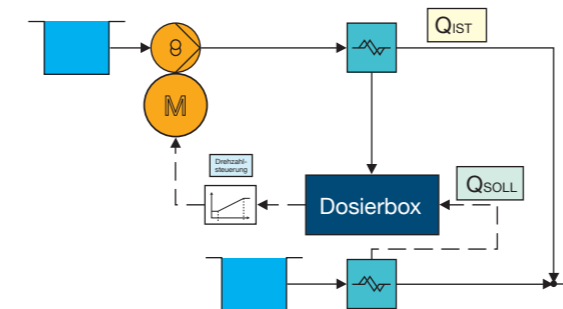 QIST
M
Drehzahl-
steuerung
QSOLL
Dosierbox